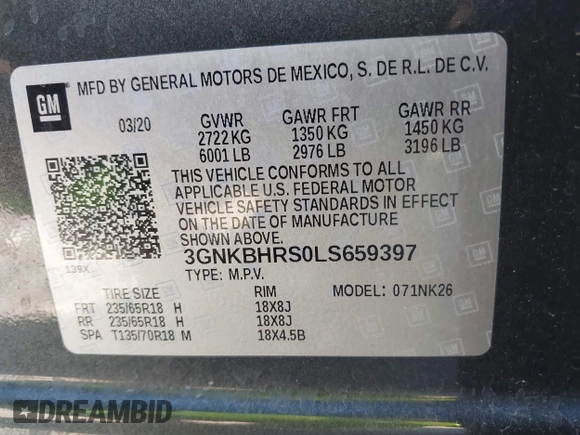 MFD BY GENERAL MOTORS DE MEXICO, S. DE R.L. DE C.V.
GM
03/20 GVWR GAWR FRT GAWR RR
2722 KG 1350 KG 1450 KG
6001 LB 2976 LB 3196 LB
THIS VEHICLE CONFORMS TO ALL
APPLICABLE U.S. FEDERAL MOTOR
VEHICLE SAFETY STANDARDS IN EFFECT
ON THE DATE OF MANUFACTURE
SHOWN ABOVE.
139X
3GNKBHRS0LS659397
TYPE: M.P.V.
TIRE SIZE RIM MODEL: 071NK26
FRT 235/65R18 H 18X8J
RR 235/65R18 H 18X8J
SPA T135/70R18 M 18X4.5B
DREAMBID